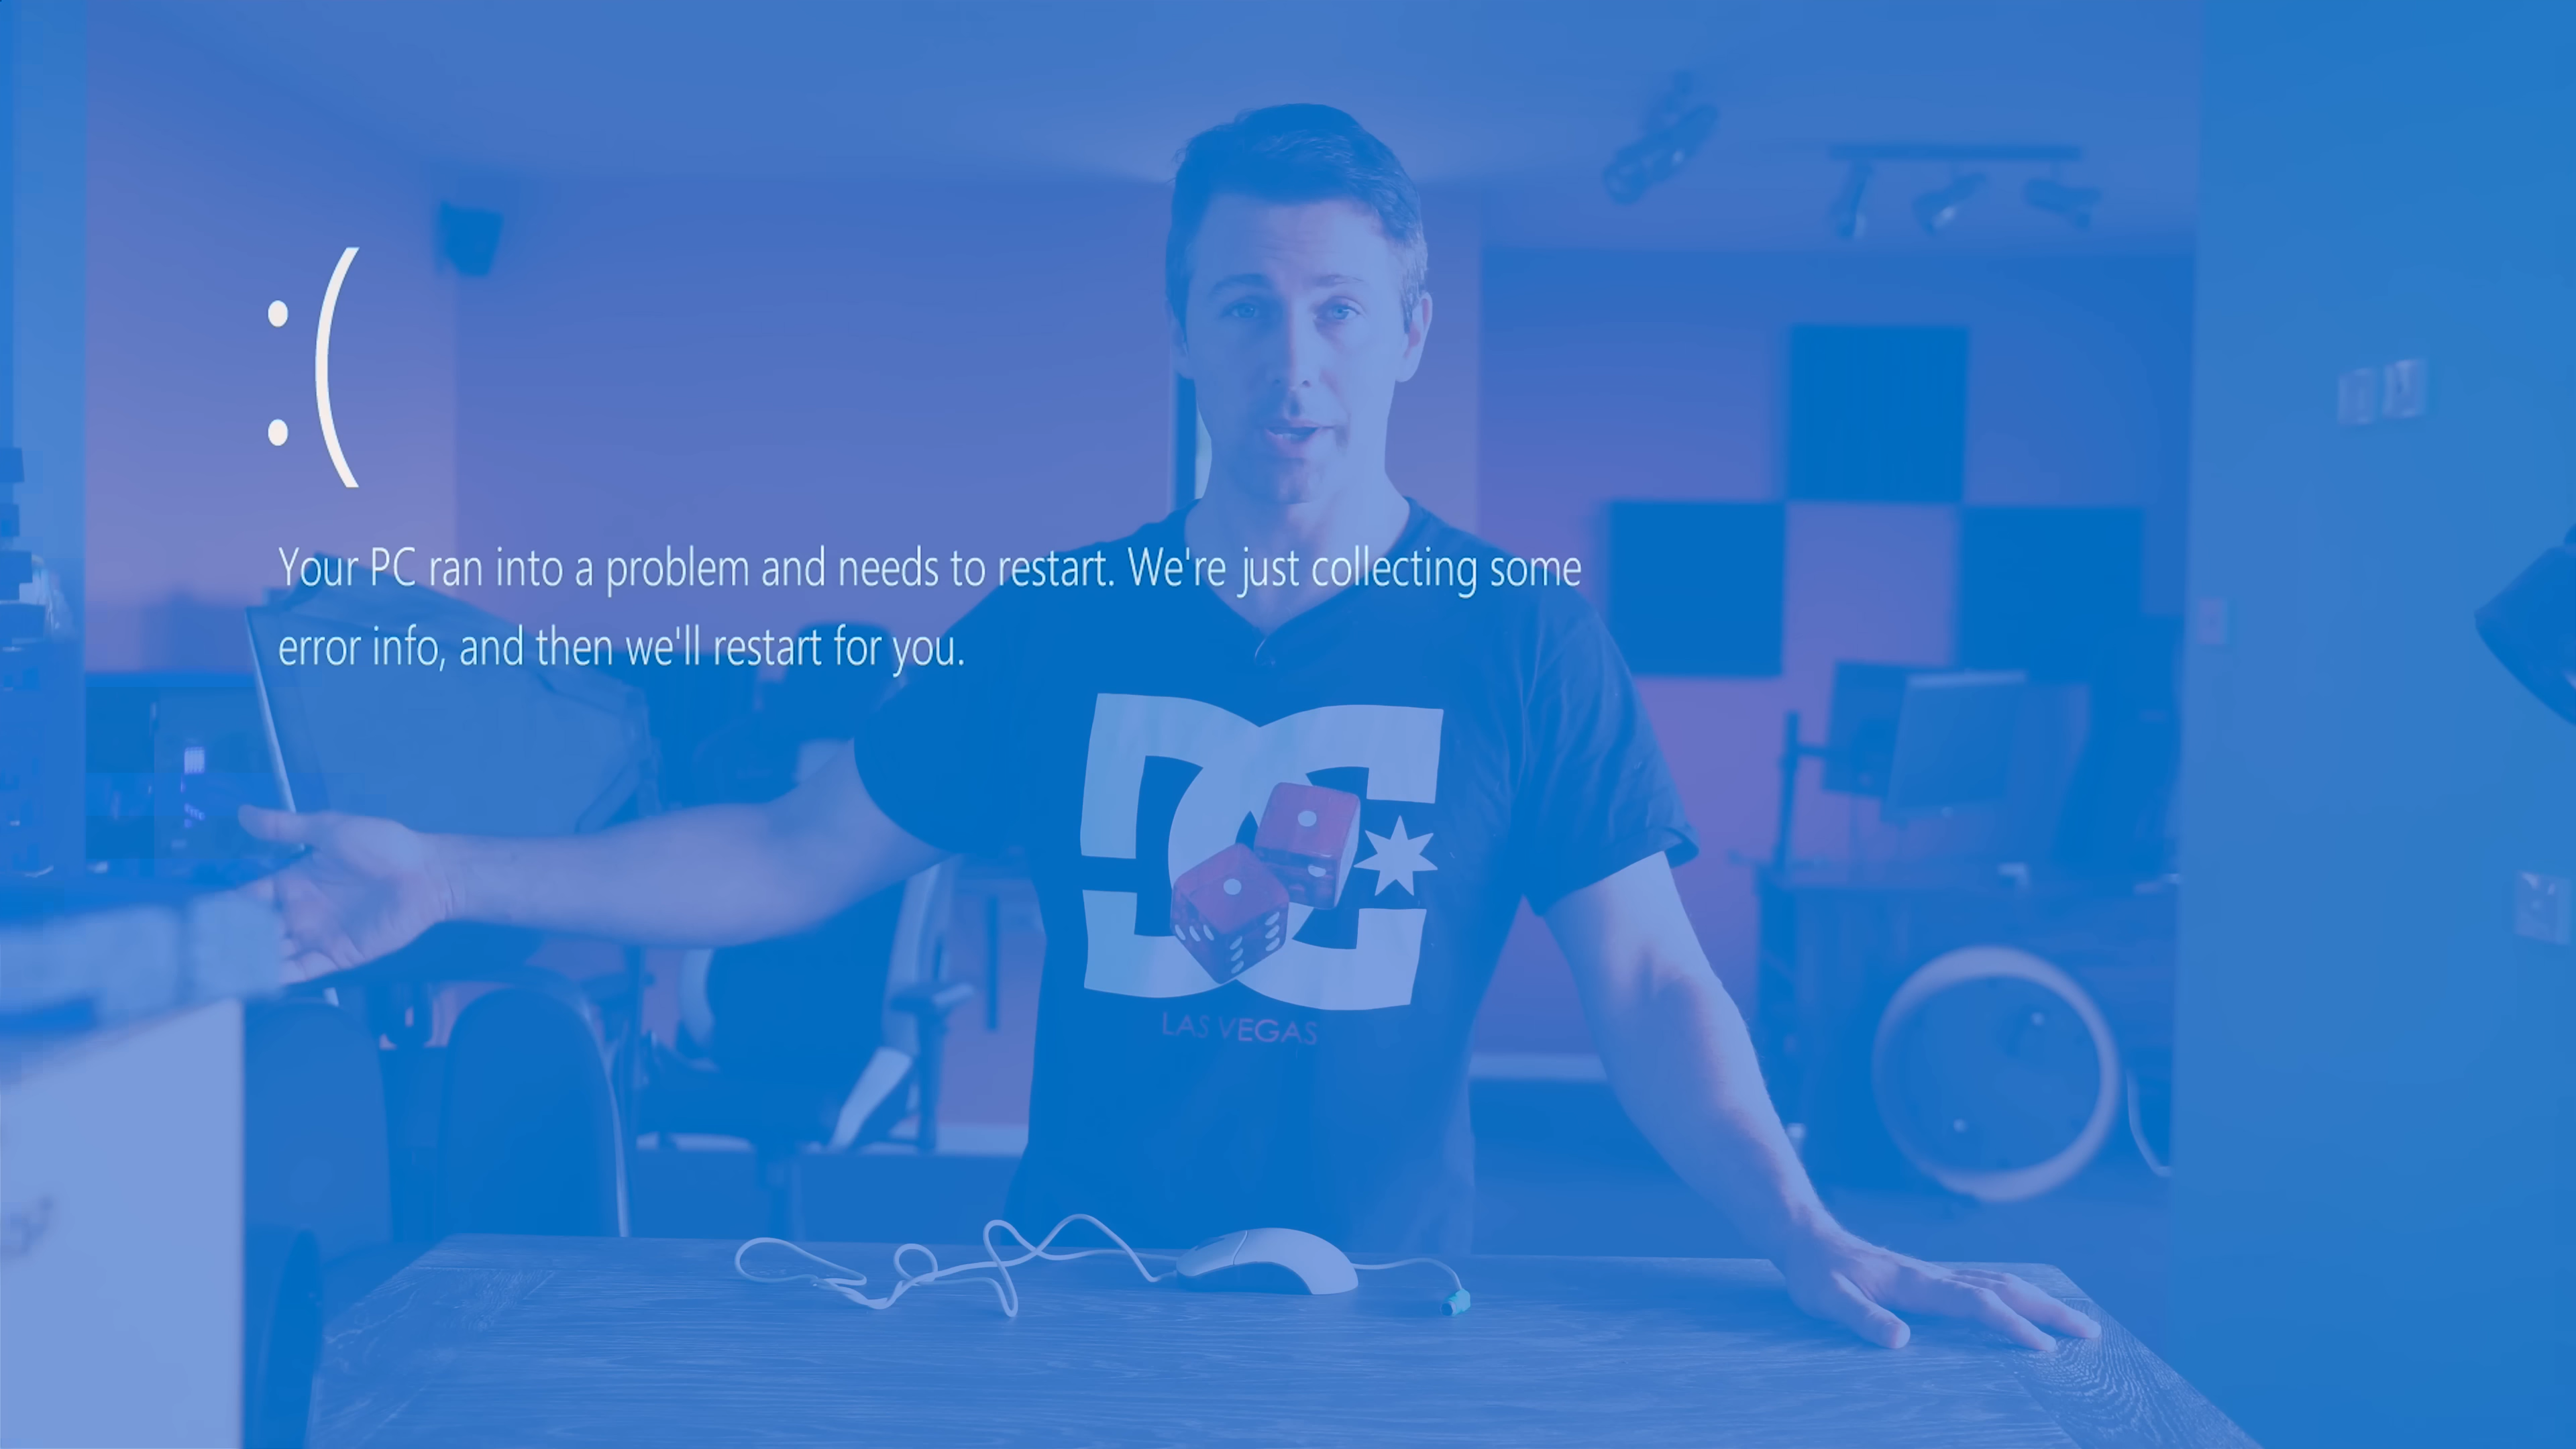 :(
Your PC ran into a problem and needs to restart. We're just collecting some
error info, and then we'll restart for you.
DC
LAS VEGAS